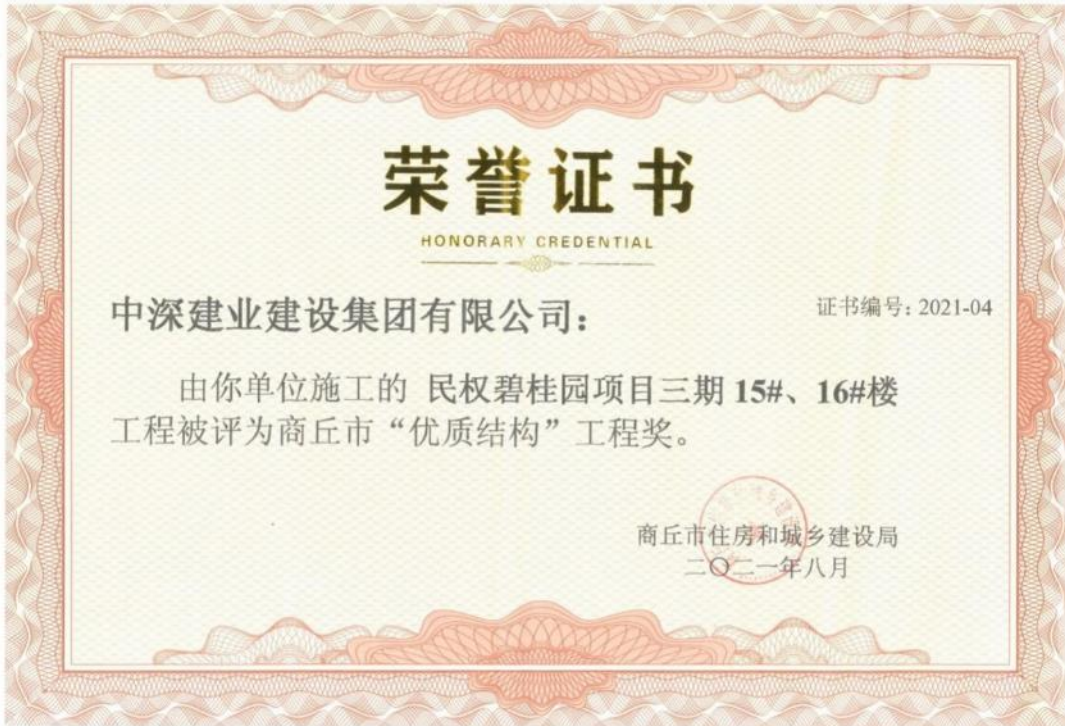 荣誉证书
HONORARY CREDENTIAL
中深建业建设集团有限公司：
证书编号：2021-04
由你单位施工的 民权碧桂园项目三期 15#、16#楼
工程被评为商丘市“优质结构”工程奖。
商丘市住房和城乡建设局
二〇二一年八月